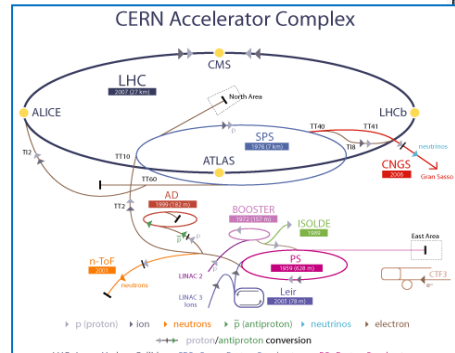 CERN Accelerator Complex
CMS
LHC
2007 (27 km)
North Area
ALICE
LHCb
p
SPS
1976 (7 km)
TT40
TT41
TI2
TI8
neutrinos
TT10
ATLAS
CNGS
2006
Gran Sasso
TT60
AD
1999 (182 m)
TT2
BOOSTER
1972 (157 m)
ISOLDE
1989
p
p̅
East Area
n-ToF
2001
PS
1959 (628 m)
LINAC 2
neutrons
CTF3
e-
LINAC 3
Ions
Leir
2005 (78 m)
p (proton) ion neutrons p̅ (antiproton) neutrinos electron
proton/antiproton conversion